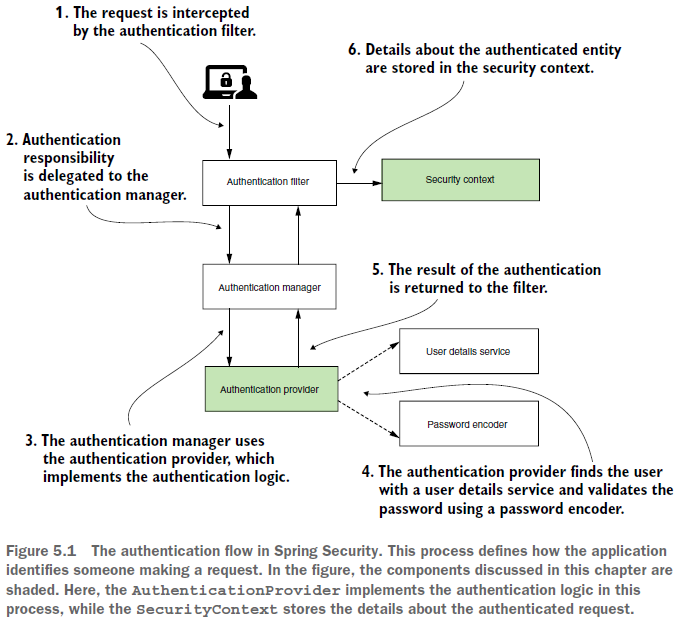 1. The request is intercepted
by the authentication filter.
6. Details about the authenticated entity
are stored in the security context.
2. Authentication
responsibility
is delegated to the
authentication manager.
Authentication filter
Security context
Authentication manager
5. The result of the authentication
is returned to the filter.
User details service
Authentication provider
Password encoder
3. The authentication manager uses
the authentication provider, which
implements the authentication logic.
4. The authentication provider finds the user
with a user details service and validates the
password using a password encoder.
Figure 5.1 The authentication flow in Spring Security. This process defines how the application
identifies someone making a request. In the figure, the components discussed in this chapter are
shaded. Here, the AuthenticationProvider implements the authentication logic in this
process, while the SecurityContext stores the details about the authenticated request.